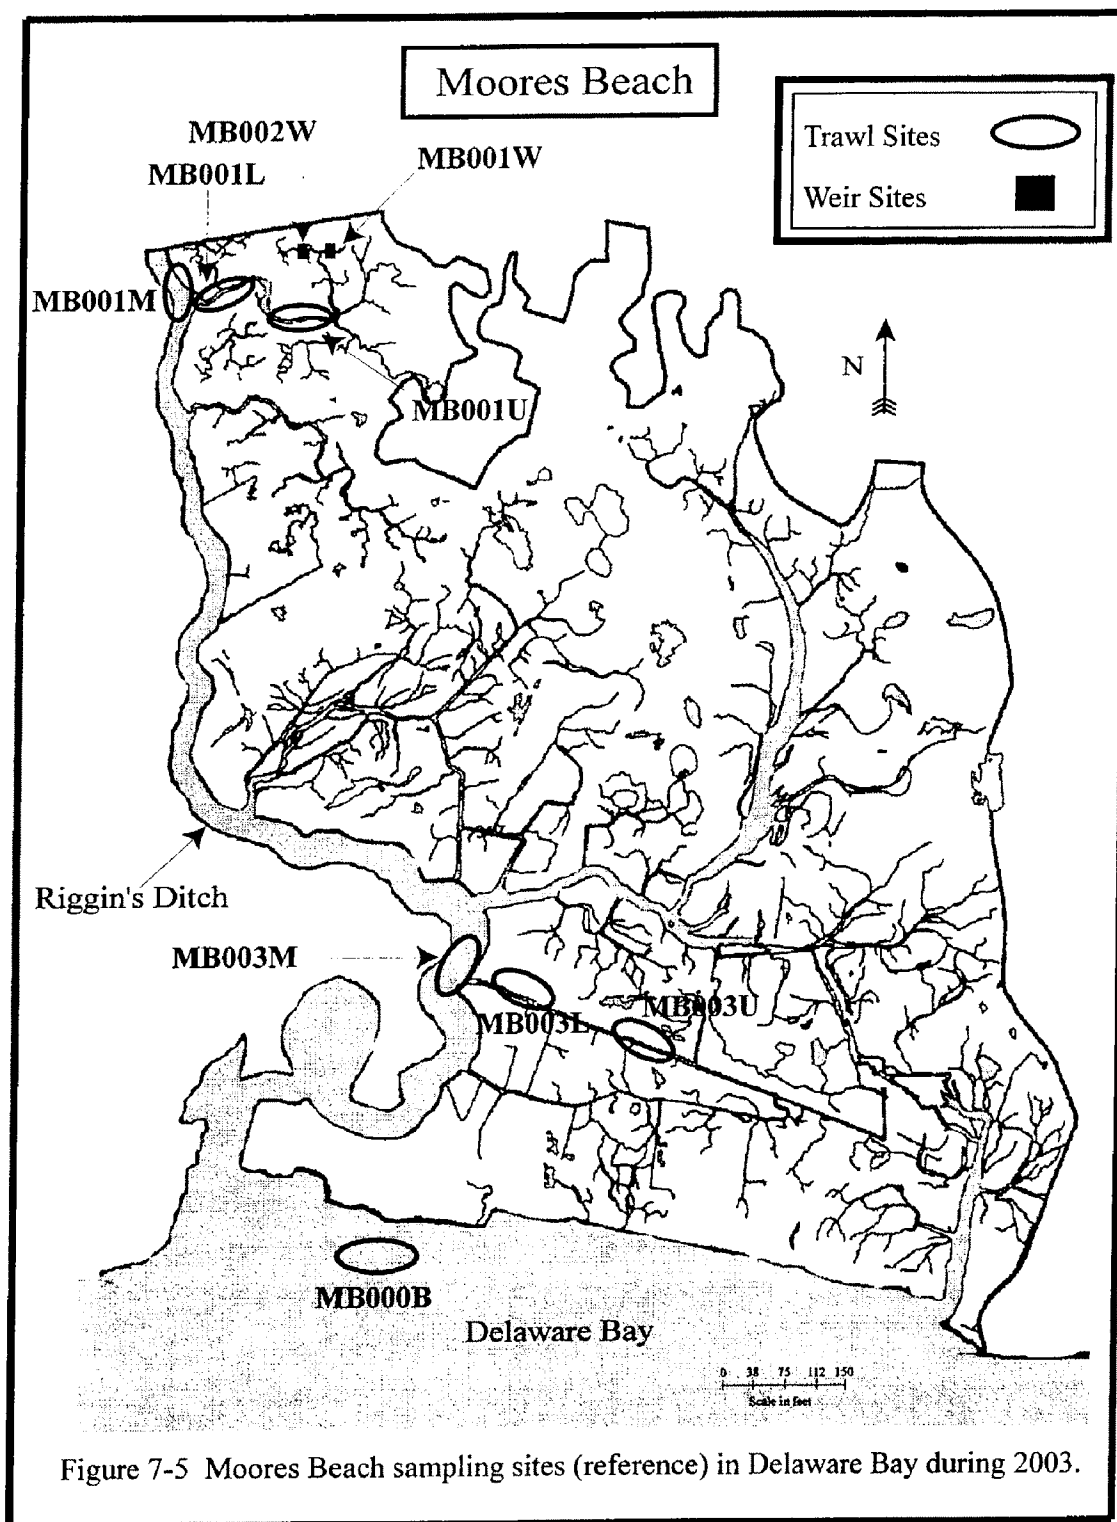 Moores Beach
Trawl Sites
Weir Sites
MB002W
MB001L
MB001W
MB001M
MB001U
N
Riggin's Ditch
MB003M
MB003L
MB003U
MB000B
Delaware Bay
0 38 75 112 150
Scale in feet
Figure 7-5 Moores Beach sampling sites (reference) in Delaware Bay during 2003.